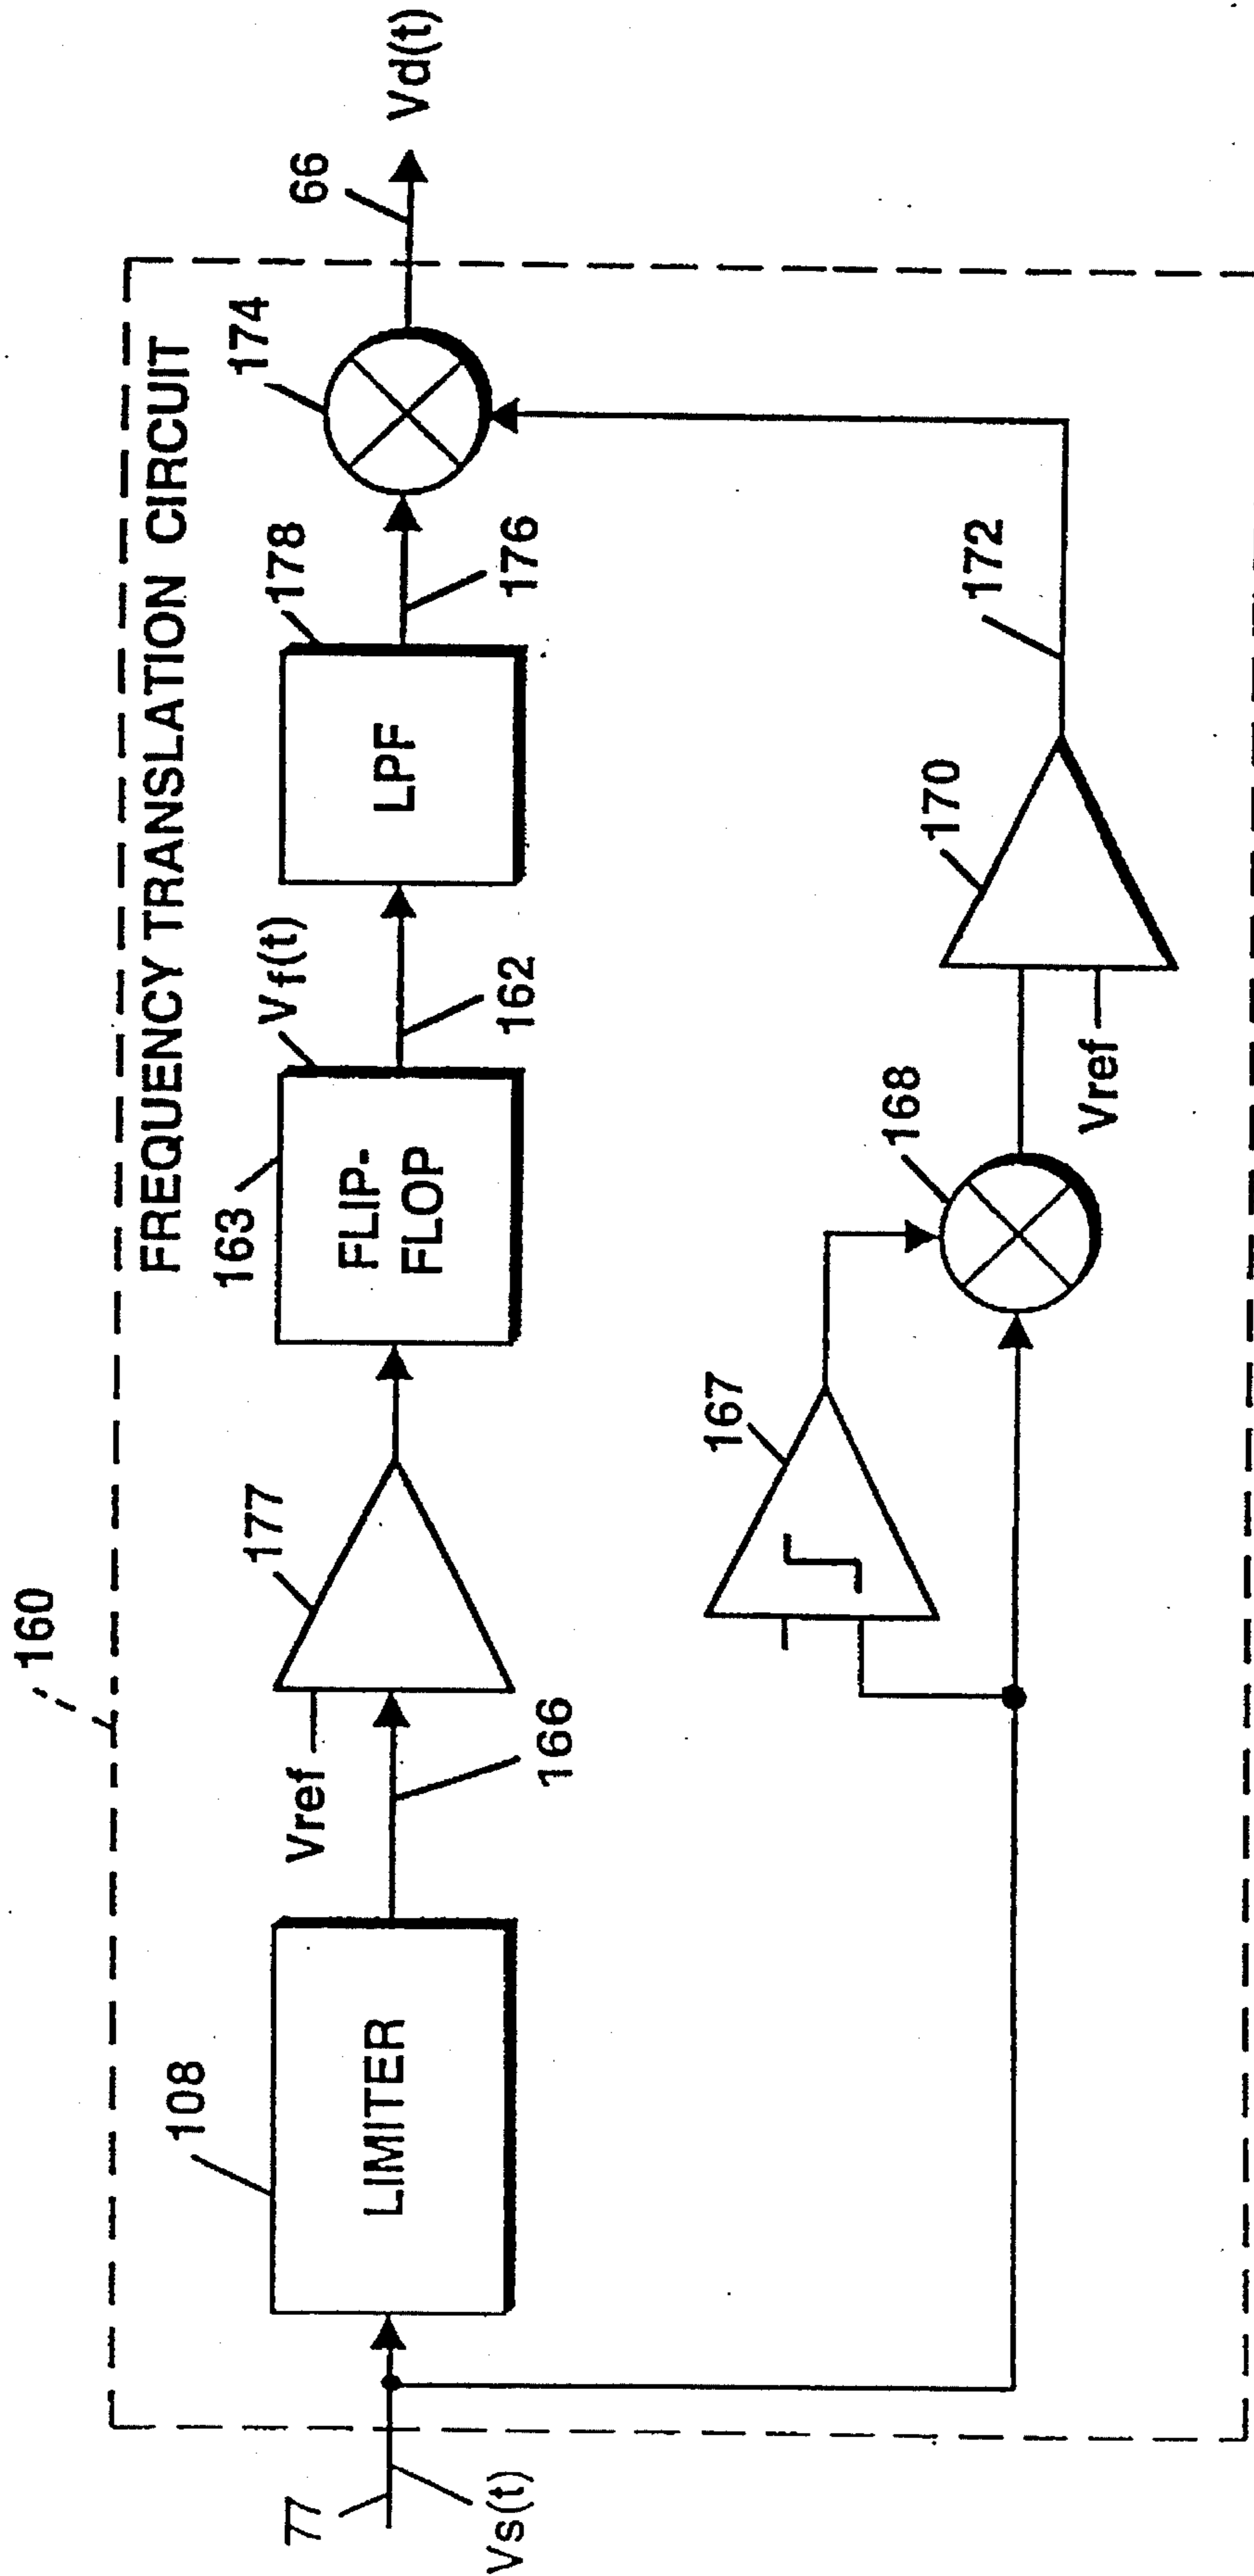 160
FREQUENCY TRANSLATION CIRCUIT
77
Vs(t)
108
LIMITER
166
Vref
177
163
FLIP-
FLOP
Vf(t)
162
178
LPF
176
174
66
Vd(t)
167
168
Vref
170
172